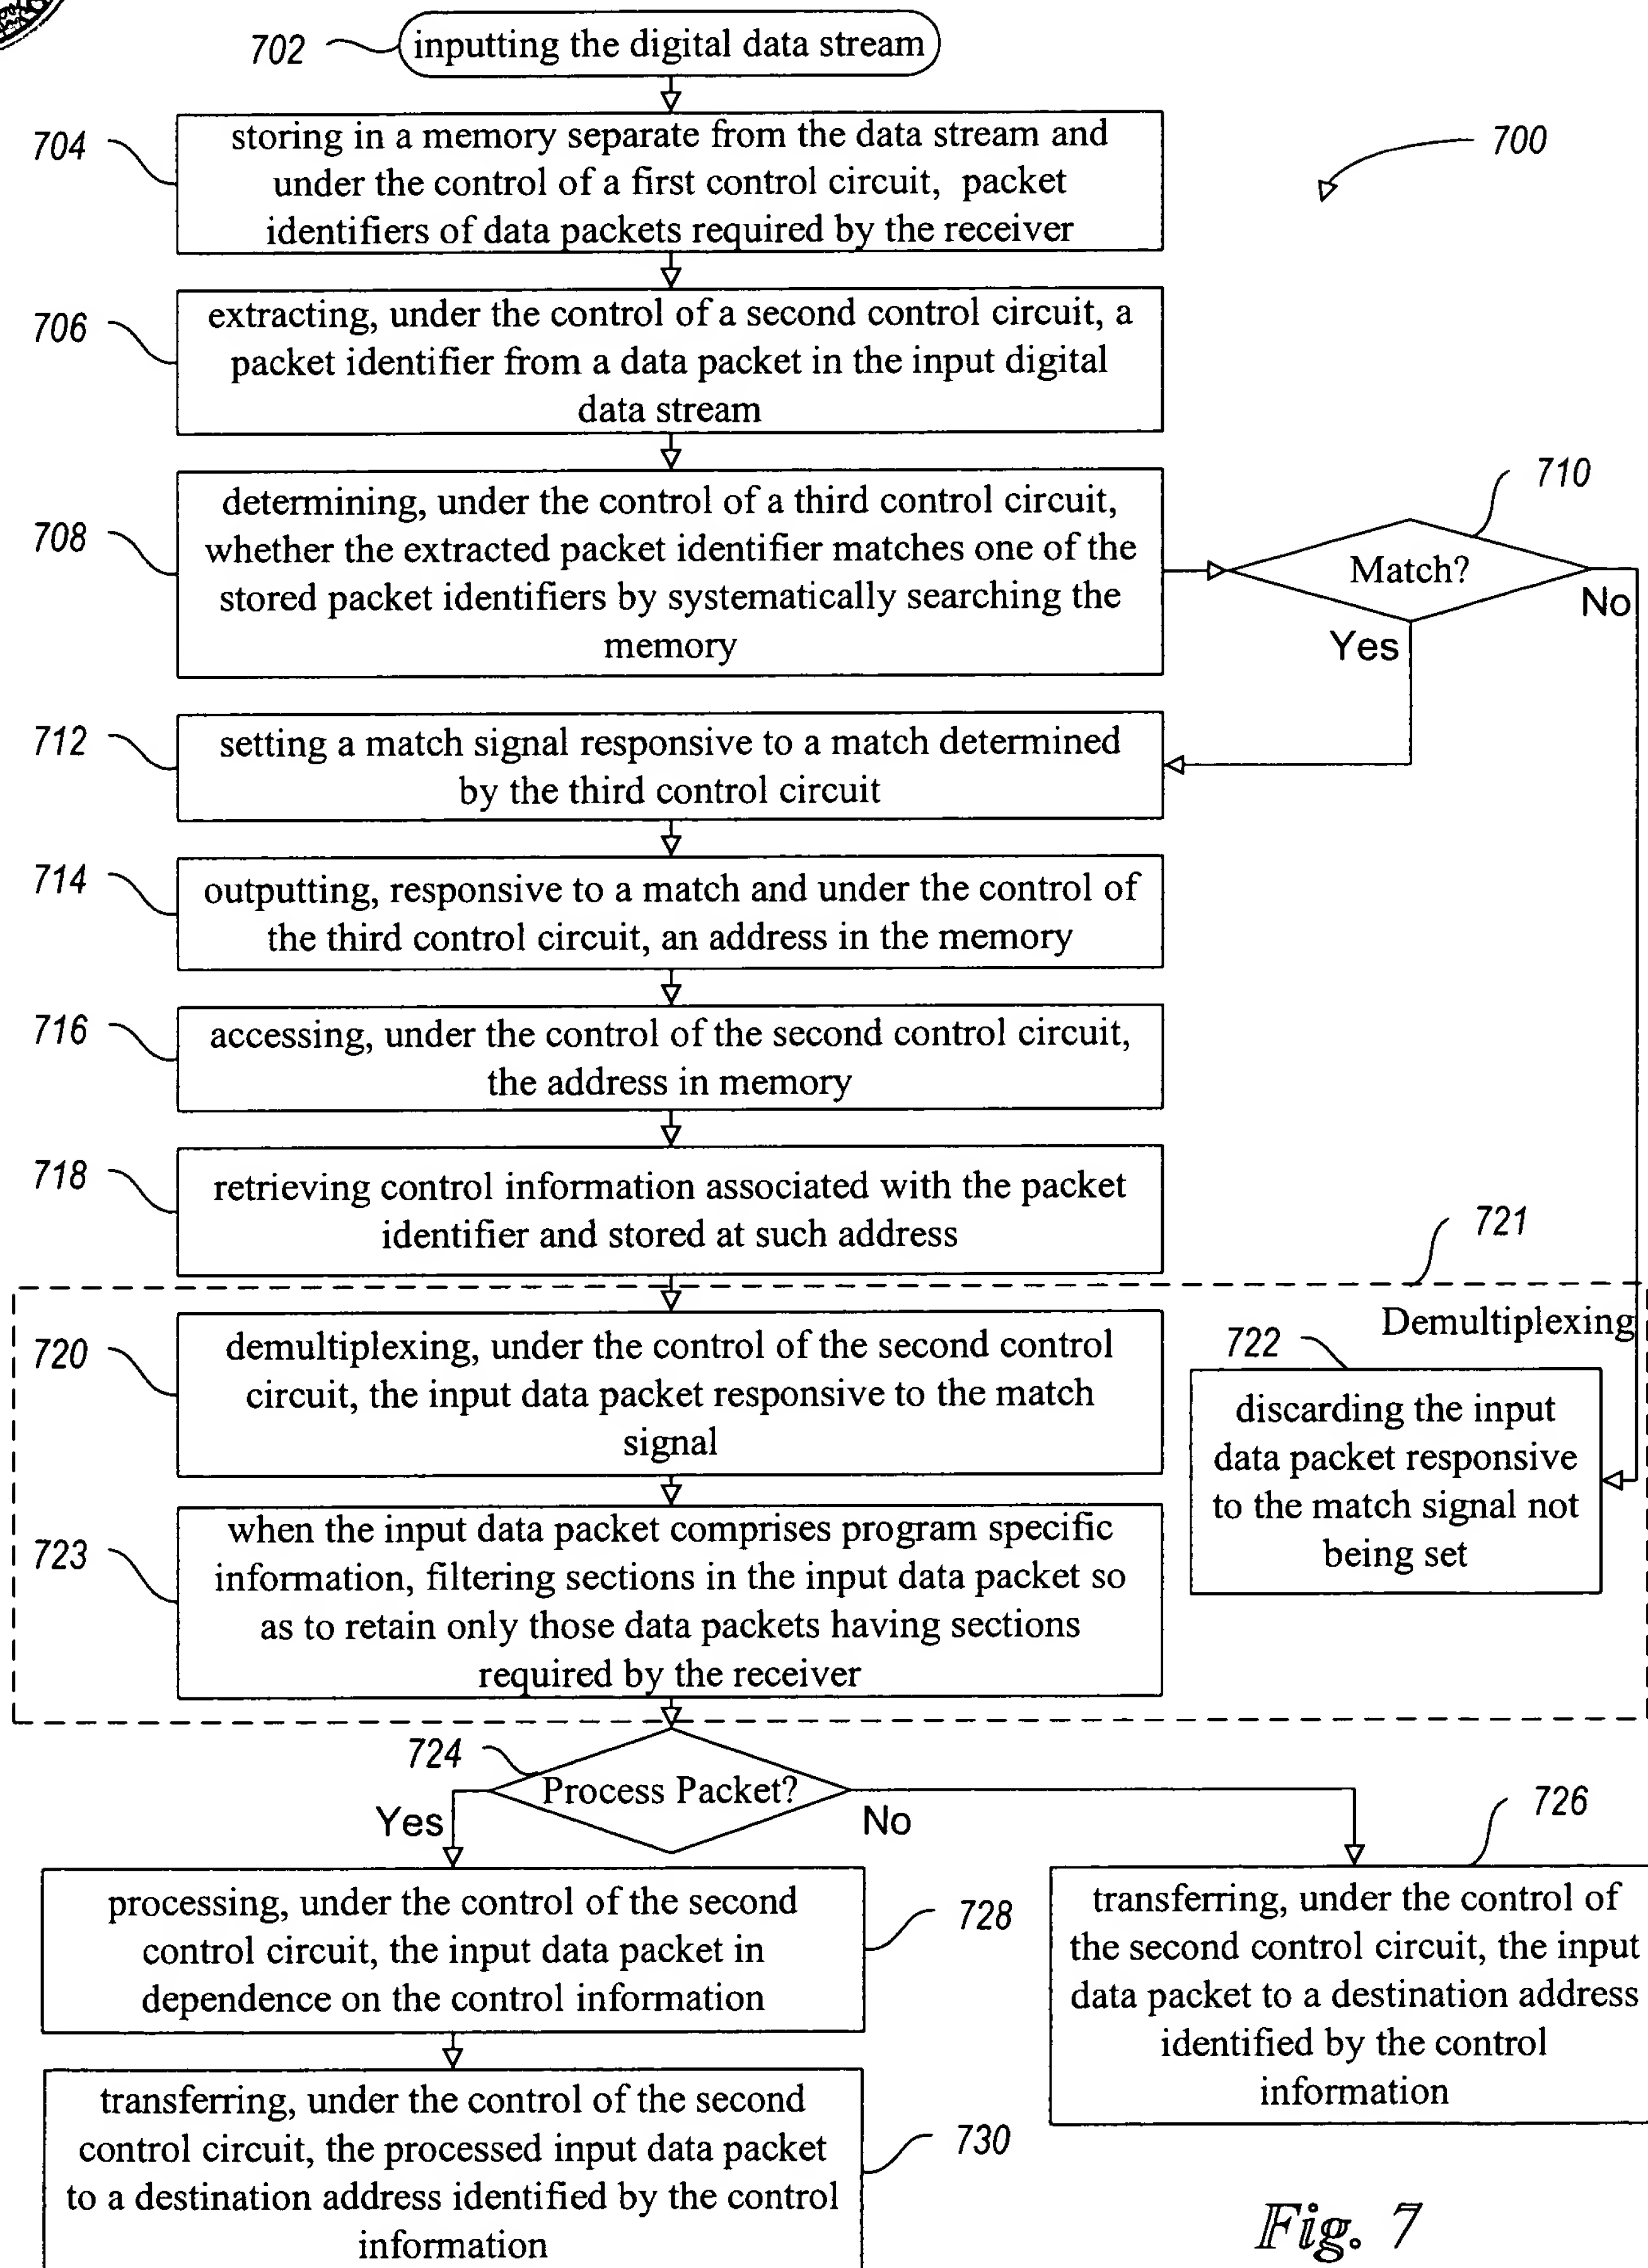 702
inputting the digital data stream
704
storing in a memory separate from the data stream and
under the control of a first control circuit, packet
identifiers of data packets required by the receiver
700
706
extracting, under the control of a second control circuit, a
packet identifier from a data packet in the input digital
data stream
708
determining, under the control of a third control circuit,
whether the extracted packet identifier matches one of the
stored packet identifiers by systematically searching the
memory
710
Match?
No
Yes
712
setting a match signal responsive to a match determined
by the third control circuit
714
outputting, responsive to a match and under the control of
the third control circuit, an address in the memory
716
accessing, under the control of the second control circuit,
the address in memory
718
retrieving control information associated with the packet
identifier and stored at such address
721
Demultiplexing
720
demultiplexing, under the control of the second control
circuit, the input data packet responsive to the match
signal
722
discarding the input
data packet responsive
to the match signal not
being set
723
when the input data packet comprises program specific
information, filtering sections in the input data packet so
as to retain only those data packets having sections
required by the receiver
724
Process Packet?
Yes
No
726
processing, under the control of the second
control circuit, the input data packet in
dependence on the control information
728
transferring, under the control of
the second control circuit, the input
data packet to a destination address
identified by the control
information
transferring, under the control of the second
control circuit, the processed input data packet
to a destination address identified by the control
information
730
Fig. 7